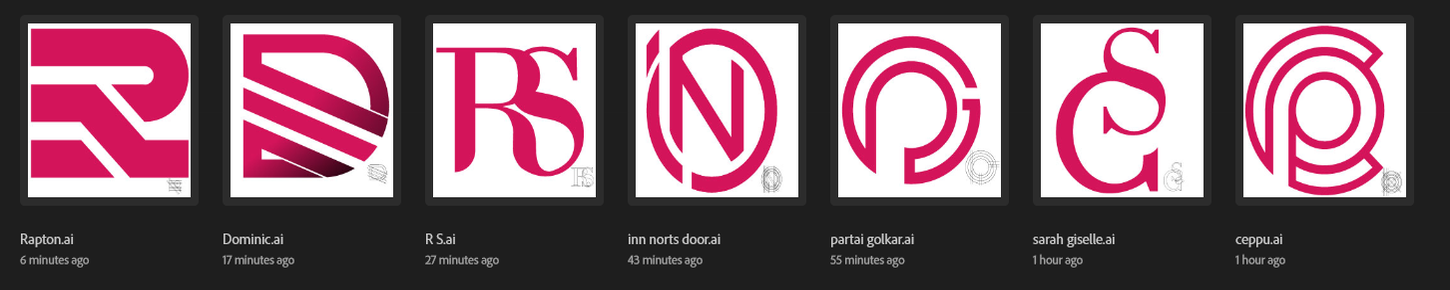 Rapton.ai
6 minutes ago
Dominic.ai
17 minutes ago
R S.ai
27 minutes ago
inn norts door.ai
43 minutes ago
partai golkar.ai
55 minutes ago
sarah giselle.ai
1 hour ago
ceppu.ai
1 hour ago